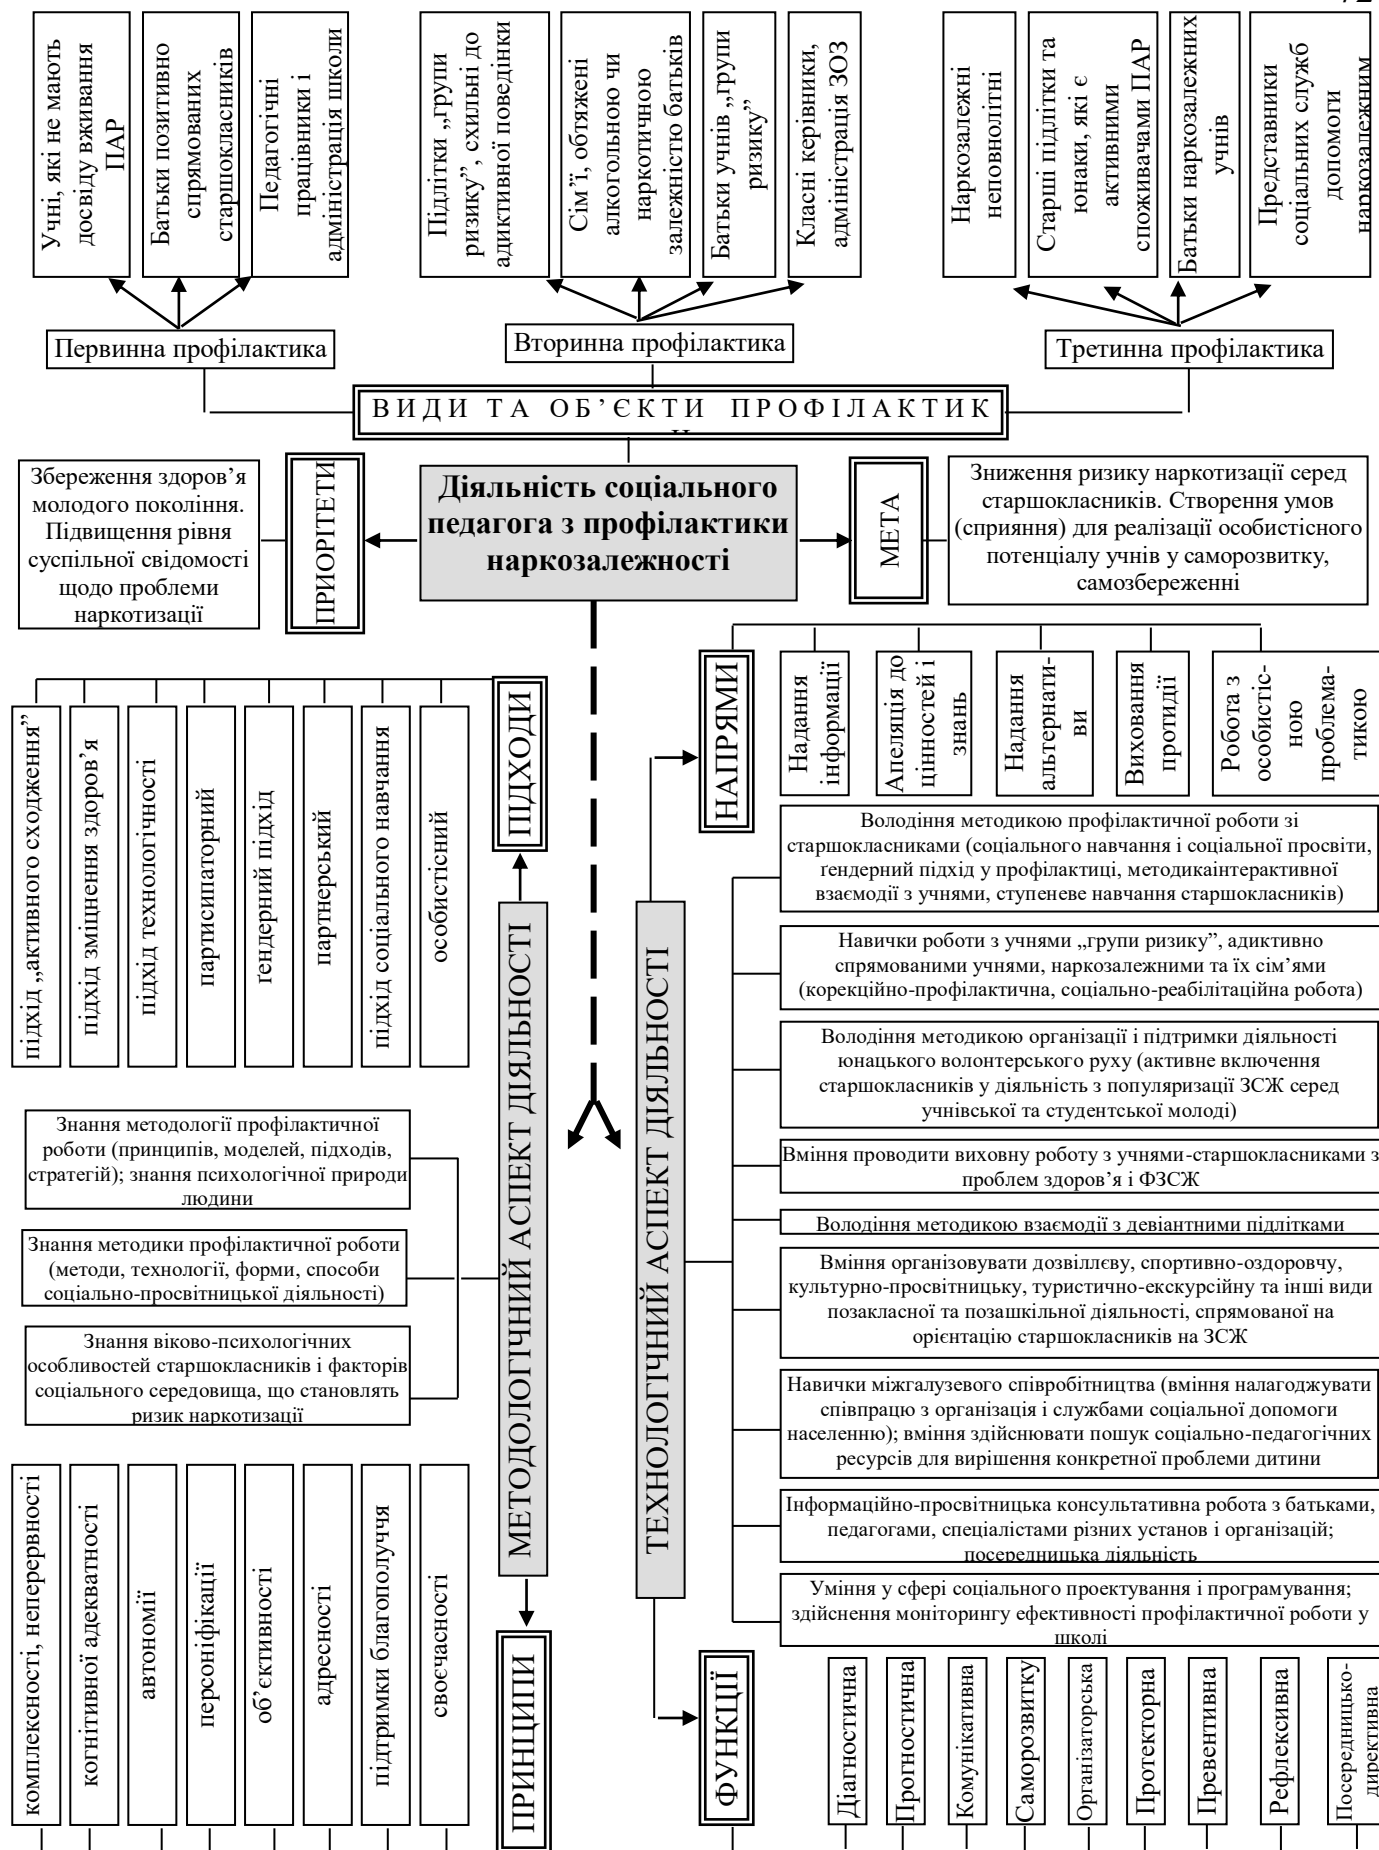 Учні, які не мають
досвіду вживання
ПАР
Батьки позитивно
спрямованих
старшокласників
Педагогічні
працівники і
адміністрація школи
Підлітки „групи
ризику”, схильні до
адиктивної поведінки
Сім’ї, обтяжені
алкогольною чи
наркотичною
залежністю батьків
Батьки учнів „групи
ризику”
Класні керівники,
адміністрація ЗОЗ
Наркозалежні
неповнолітні
Старші підлітки та
юнаки, які є
активними
споживачами ПАР
Батьки наркозалежних
учнів
Представники
соціальних служб
допомоги
наркозалежним
Первинна профілактика
Вторинна профілактика
Третинна профілактика
ВИДИ ТА ОБ’ЄКТИ ПРОФІЛАКТИК
Збереження здоров’я
молодого покоління.
Підвищення рівня
суспільної свідомості
щодо проблеми
наркотизації
ПРИОРІТЕТИ
Діяльність соціального
педагога з профілактики
наркозалежності
МЕТА
Зниження ризику наркотизації серед
старшокласників. Створення умов
(сприяння) для реалізації особистісного
потенціалу учнів у саморозвитку,
самозбереженні
підхід „активного сходження”
підхід зміцнення здоров’я
підхід технологічності
партисипаторний
ґендерний підхід
партнерський
підхід соціального навчання
особистісний
ПІДХОДИ
НАПРЯМИ
Надання
інформації
Апеляція до
цінностей і
знань
Надання
альтернати-
ви
Виховання
протидії
Робота з
особистіс-
ною
проблема-
тикою
МЕТОДОЛОГІЧНИЙ АСПЕКТ ДІЯЛЬНОСТІ
ТЕХНОЛОГІЧНИЙ АСПЕКТ ДІЯЛЬНОСТІ
Володіння методикою профілактичної роботи зі
старшокласниками (соціального навчання і соціальної просвіти,
ґендерний підхід у профілактиці, методикаінтерактивної
взаємодії з учнями, ступеневе навчання старшокласників)
Навички роботи з учнями „групи ризику”, адиктивно
спрямованими учнями, наркозалежними та їх сім’ями
(корекційно-профілактична, соціально-реабілітаційна робота)
Володіння методикою організації і підтримки діяльності
юнацького волонтерського руху (активне включення
старшокласників у діяльність з популяризації ЗСЖ серед
учнівської та студентської молоді)
Вміння проводити виховну роботу з учнями-старшокласниками з
проблем здоров’я і ФЗСЖ
Володіння методикою взаємодії з девіантними підлітками
Вміння організовувати дозвіллєву, спортивно-оздоровчу,
культурно-просвітницьку, туристично-екскурсійну та інші види
позакласної та позашкільної діяльності, спрямованої на
орієнтацію старшокласників на ЗСЖ
Навички міжгалузевого співробітництва (вміння налагоджувати
співпрацю з організація і службами соціальної допомоги
населенню); вміння здійснювати пошук соціально-педагогічних
ресурсів для вирішення конкретної проблеми дитини
Інформаційно-просвітницька консультативна робота з батьками,
педагогами, спеціалістами різних установ і організацій;
посередницька діяльність
Уміння у сфері соціального проектування і програмування;
здійснення моніторингу ефективності профілактичної роботи у
школі
Знання методології профілактичної
роботи (принципів, моделей, підходів,
стратегій); знання психологічної природи
людини
Знання методики профілактичної роботи
(методи, технології, форми, способи
соціально-просвітницької діяльності)
Знання віково-психологічних
особливостей старшокласників і факторів
соціального середовища, що становлять
ризик наркотизації
комплексності, неперервності
когнітивної адекватності
автономії
персоніфікації
об’єктивності
адресності
підтримки благополуччя
своєчасності
ПРИНЦИПИ
ФУНКЦІЇ
Діагностична
Прогностична
Комунікативна
Саморозвитку
Організаторська
Протекторна
Превентивна
Рефлексивна
Посередницько-
директивна